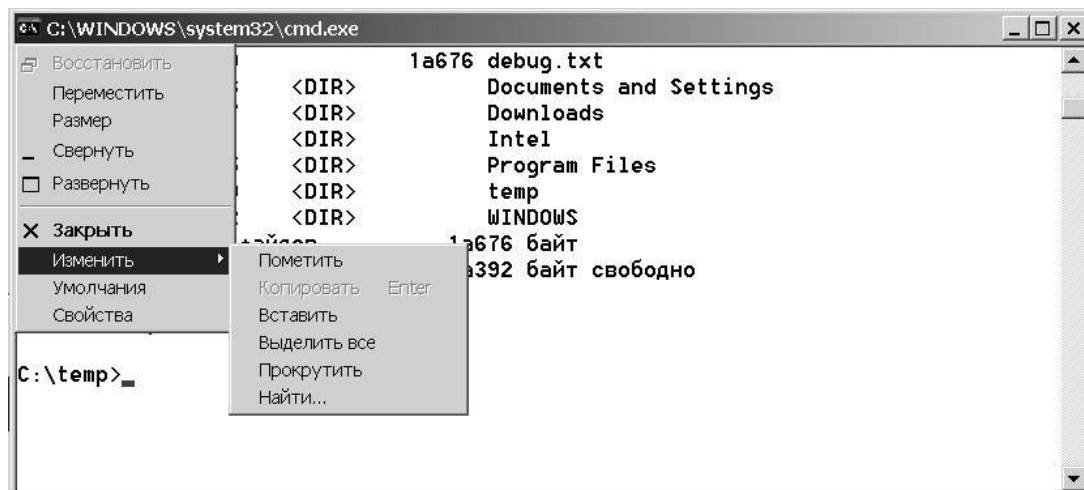 C:\WINDOWS\system32\cmd.exe
Восстановить 1a676 debug.txt
Переместить <DIR> Documents and Settings
Размер <DIR> Downloads
<DIR> Intel
Свернуть <DIR> Program Files
Развернуть <DIR> temp
<DIR> WINDOWS
Закрыть 1a676 байт
Изменить Пометить a392 байт свободно
Умолчания Копировать Enter
Свойства Вставить
Выделить все
C:\temp>_ Прокрутить
Найти...